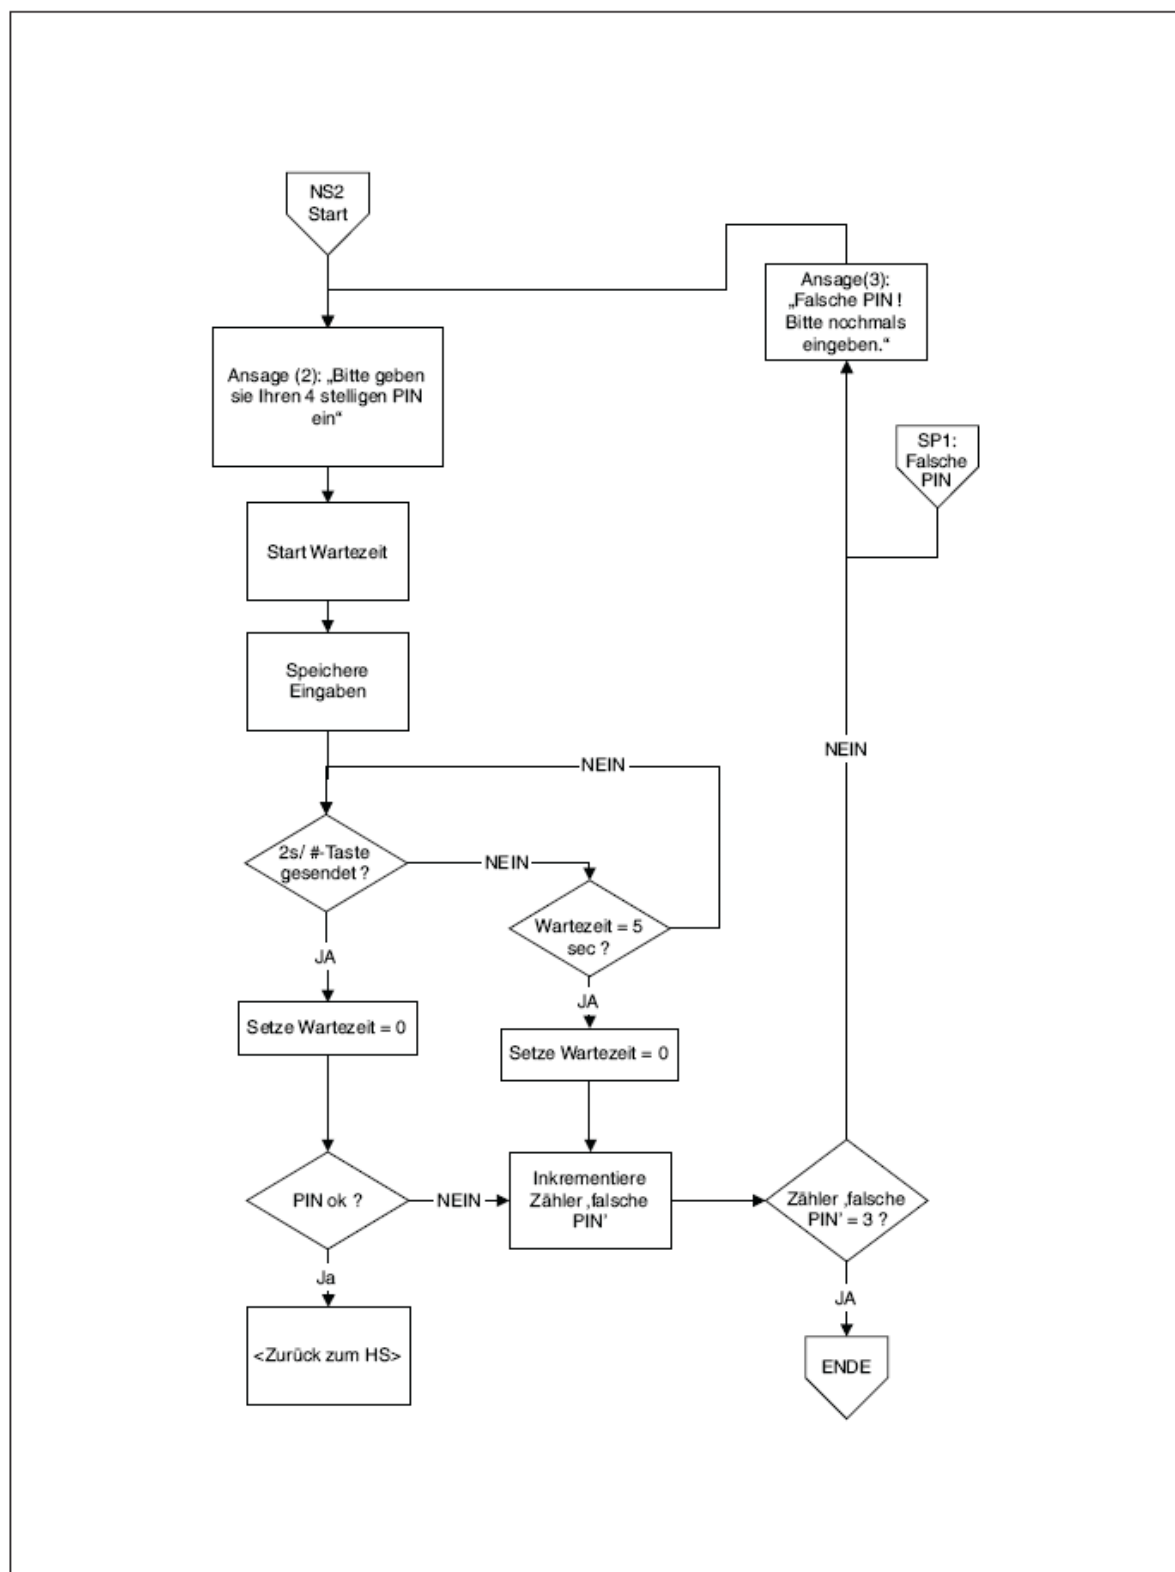 NS2
Start
Ansage(3):
„Falsche PIN !
Bitte nochmals
eingeben.“
Ansage (2): „Bitte geben
sie Ihren 4 stelligen PIN
ein“
SP1:
Falsche
PIN
Start Wartezeit
Speichere
Eingaben
NEIN
NEIN
2s/ #-Taste
gesendet ?
NEIN
Wartezeit = 5
sec ?
JA
JA
Setze Wartezeit = 0
Setze Wartezeit = 0
PIN ok ?
NEIN
Inkrementiere
Zähler ‚falsche
PIN’
Zähler ‚falsche
PIN’ = 3 ?
Ja
JA
<Zurück zum HS>
ENDE